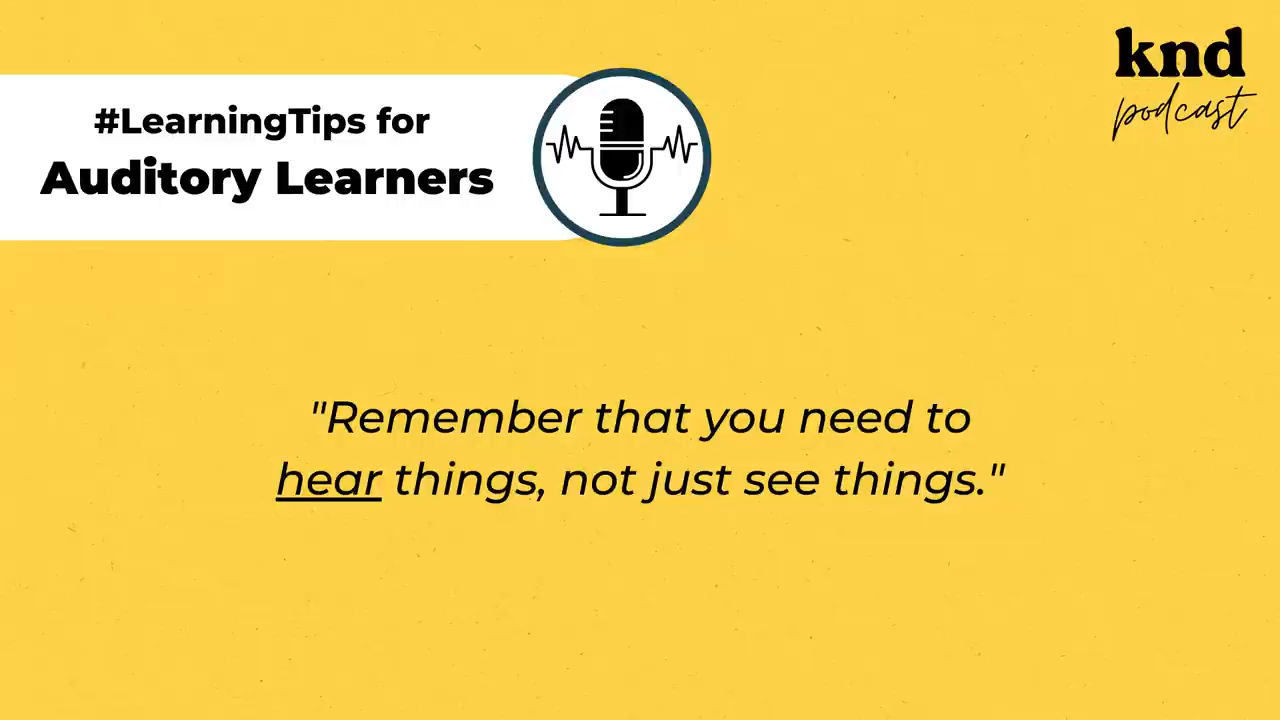 #LearningTips for
Auditory Learners
knd
podcast
"Remember that you need to
hear things, not just see things."